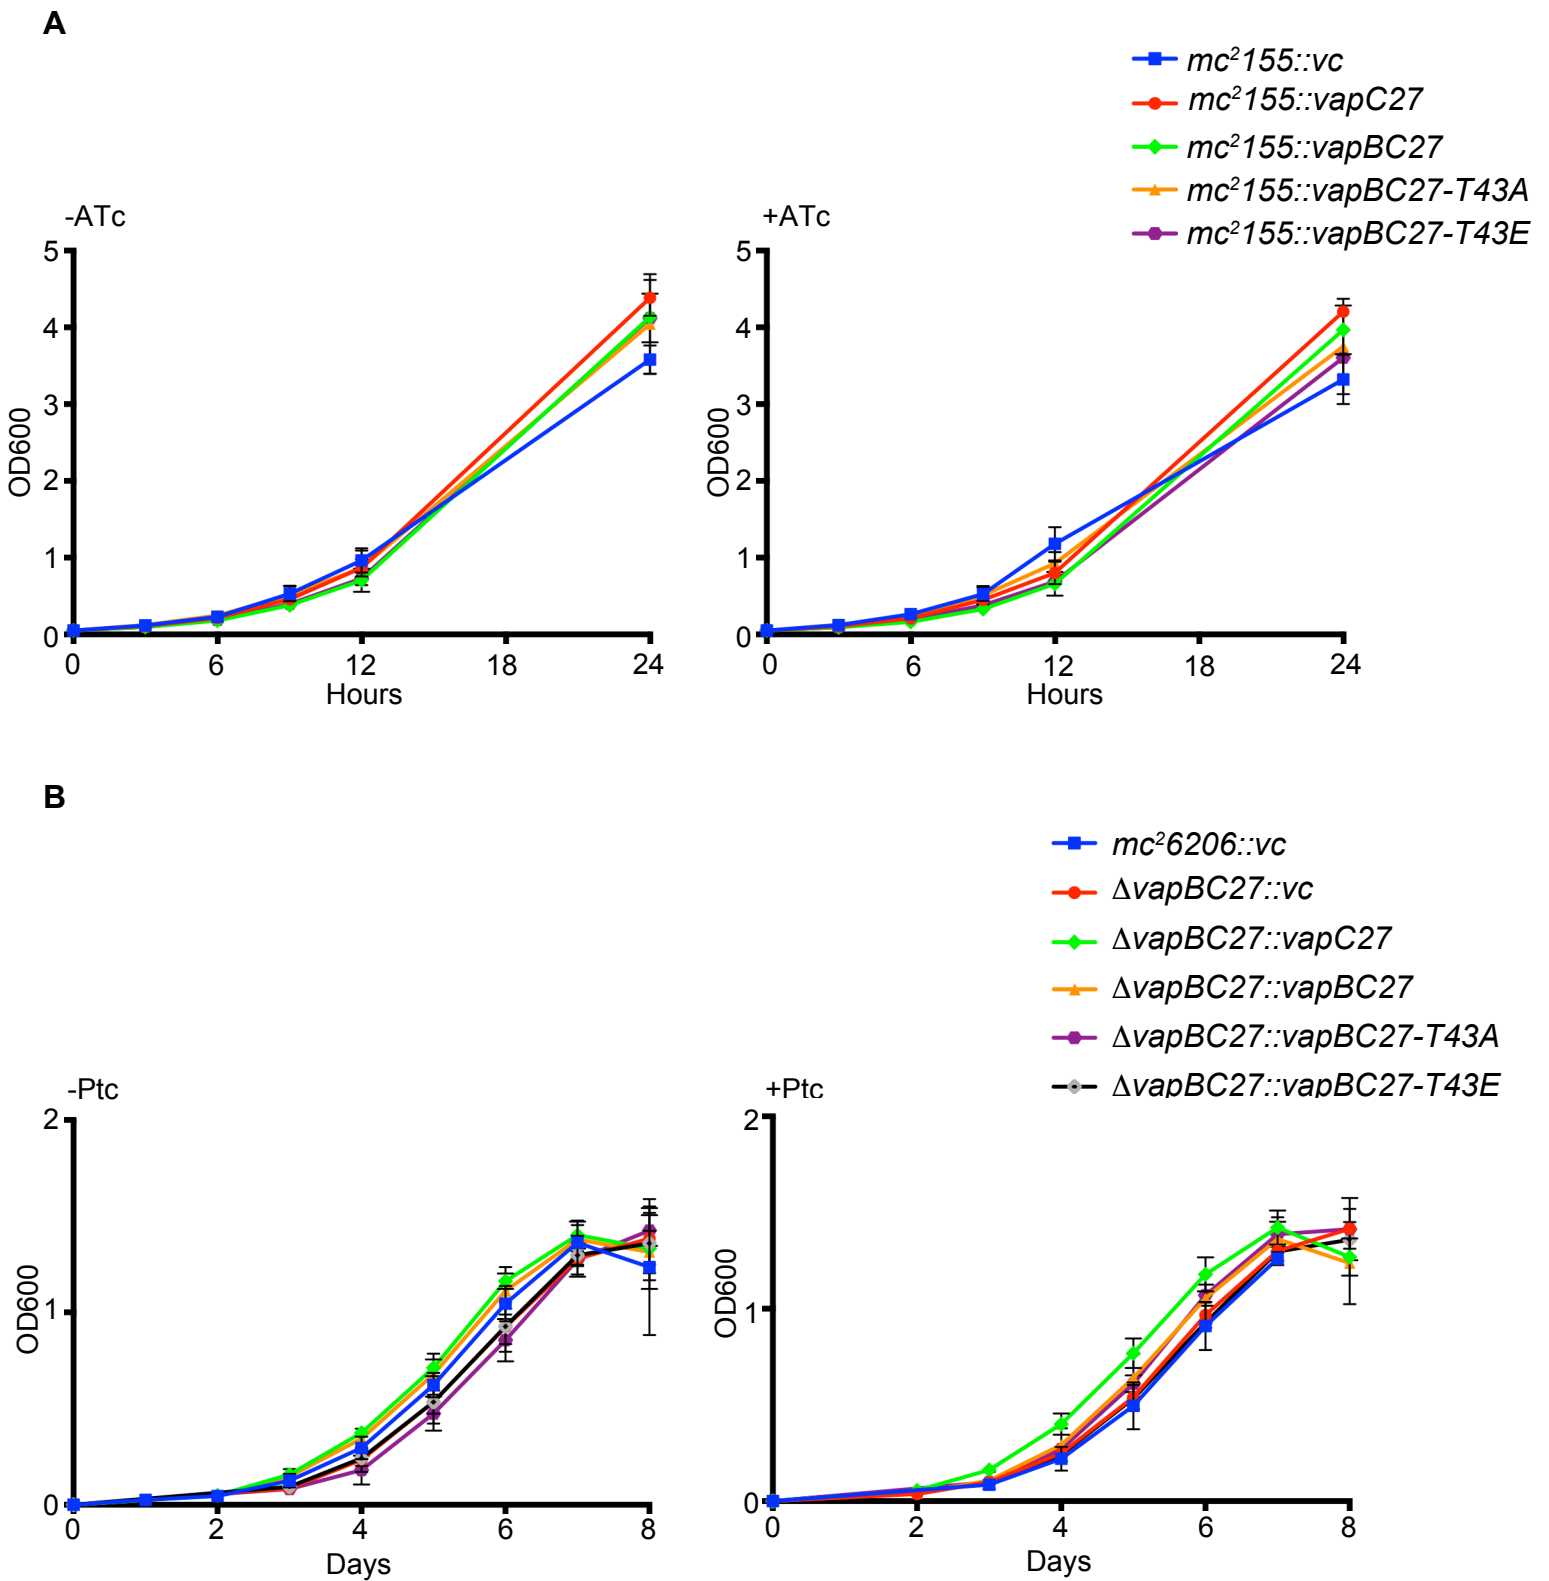 A
mc²155::vc
mc²155::vapC27
mc²155::vapBC27
mc²155::vapBC27-T43A
mc²155::vapBC27-T43E
-ATc
5
4
3
2
1
0
OD600
0 6 12 18 24
Hours
+ATc
5
4
3
2
1
0
OD600
0 6 12 18 24
Hours
B
mc²6206::vc
ΔvapBC27::vc
ΔvapBC27::vapC27
ΔvapBC27::vapBC27
ΔvapBC27::vapBC27-T43A
ΔvapBC27::vapBC27-T43E
-Ptc
2
1
0
OD600
0 2 4 6 8
Days
+Ptc
2
1
0
OD600
0 2 4 6 8
Days